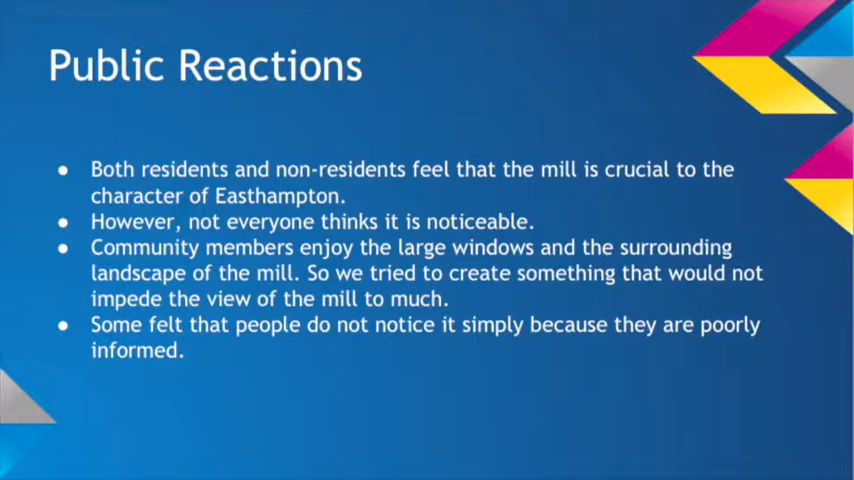 Public Reactions
● Both residents and non-residents feel that the mill is crucial to the
character of Easthampton.
● However, not everyone thinks it is noticeable.
● Community members enjoy the large windows and the surrounding
landscape of the mill. So we tried to create something that would not
impede the view of the mill to much.
● Some felt that people do not notice it simply because they are poorly
informed.